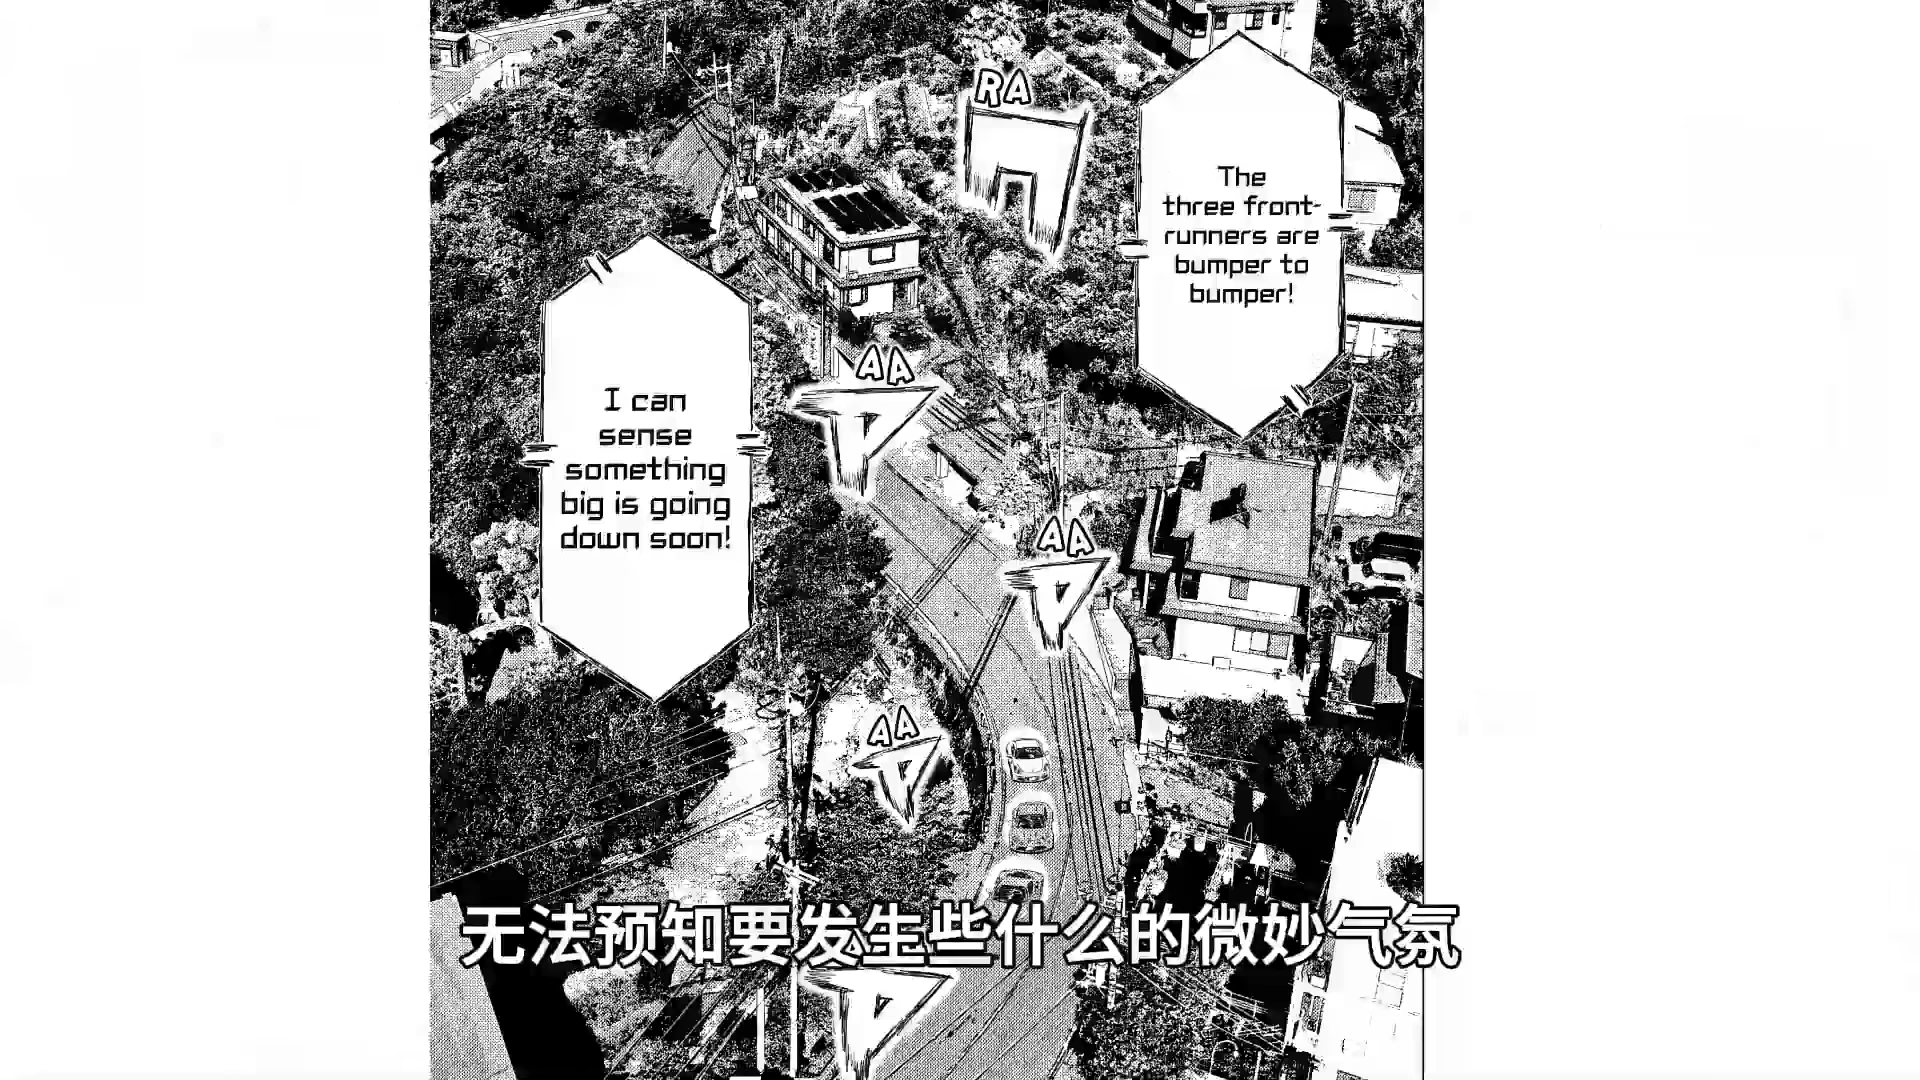 RA
The
three front-
runners are
bumper to
bumper!
I can
sense
something
big is going
down soon!
AA
AA
AA
无法预知要发生些什么的微妙气氛